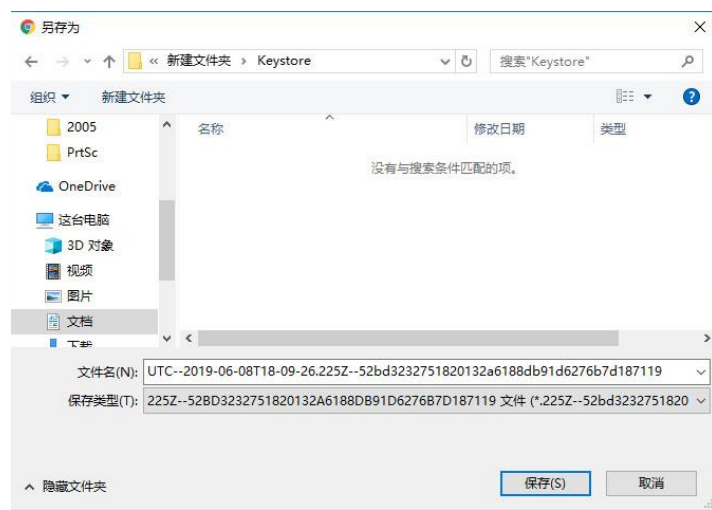 另存为
« 新建文件夹 › Keystore
搜索"Keystore"
组织 新建文件夹
2005
PrtSc
OneDrive
这台电脑
3D 对象
视频
图片
文档
下载
名称 修改日期 类型
没有与搜索条件匹配的项。
文件名(N): UTC--2019-06-08T18-09-26.225Z--52bd3232751820132a6188db91d6276b7d187119
保存类型(T): 225Z--52BD3232751820132A6188DB91D6276B7D187119 文件 (*.225Z--52bd3232751820
隐藏文件夹
保存(S) 取消